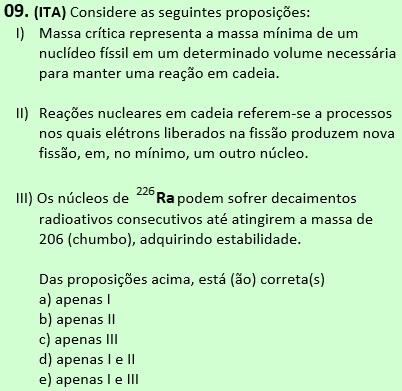 09. (ITA) Considere as seguintes proposições:
I) Massa crítica representa a massa mínima de um
nuclídeo físsil em um determinado volume necessária
para manter uma reação em cadeia.
II) Reações nucleares em cadeia referem-se a processos
nos quais elétrons liberados na fissão produzem nova
fissão, em, no mínimo, um outro núcleo.
III) Os núcleos de ²²⁶Ra podem sofrer decaimentos
radioativos consecutivos até atingirem a massa de
206 (chumbo), adquirindo estabilidade.
Das proposições acima, está (ão) correta(s)
a) apenas I
b) apenas II
c) apenas III
d) apenas I e II
e) apenas I e III